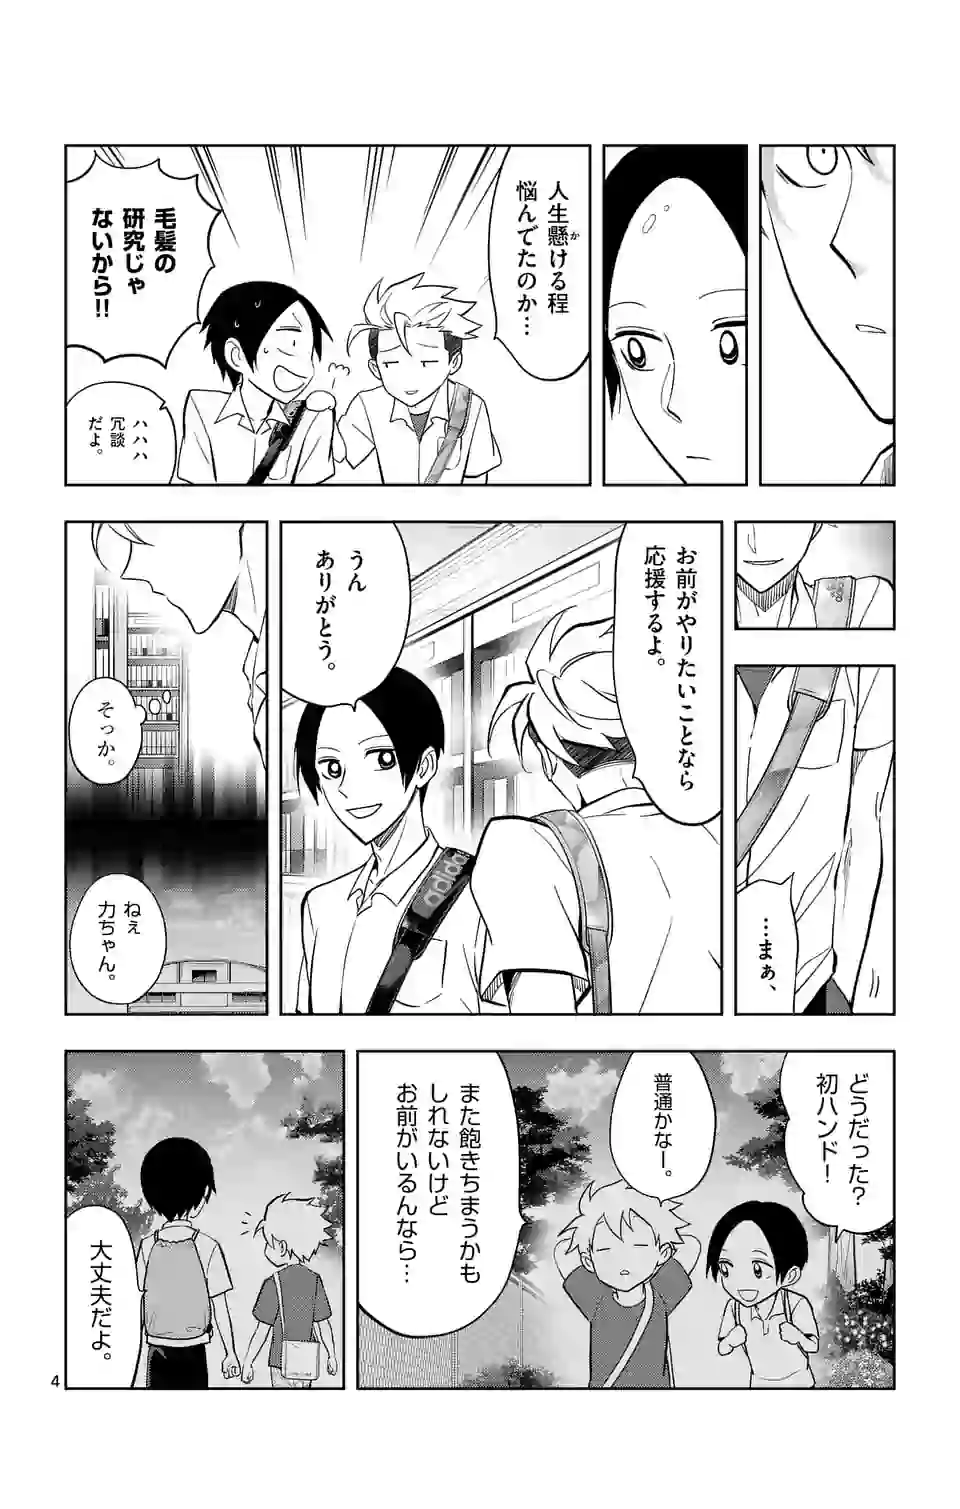 人生懸ける程
か
悩んでたのか…
毛髪の
研究じゃ
ないから!!
ハハハ
冗談
だよ。
…まぁ、
お前がやりたいことなら
応援するよ。
うん
ありがとう。
adidas
そっか。
ねぇ
力ちゃん。
どうだった?
初ハンド!
普通かなー。
また飽きちまうかも
しれないけど
お前がいるんなら…
大丈夫だよ。
4